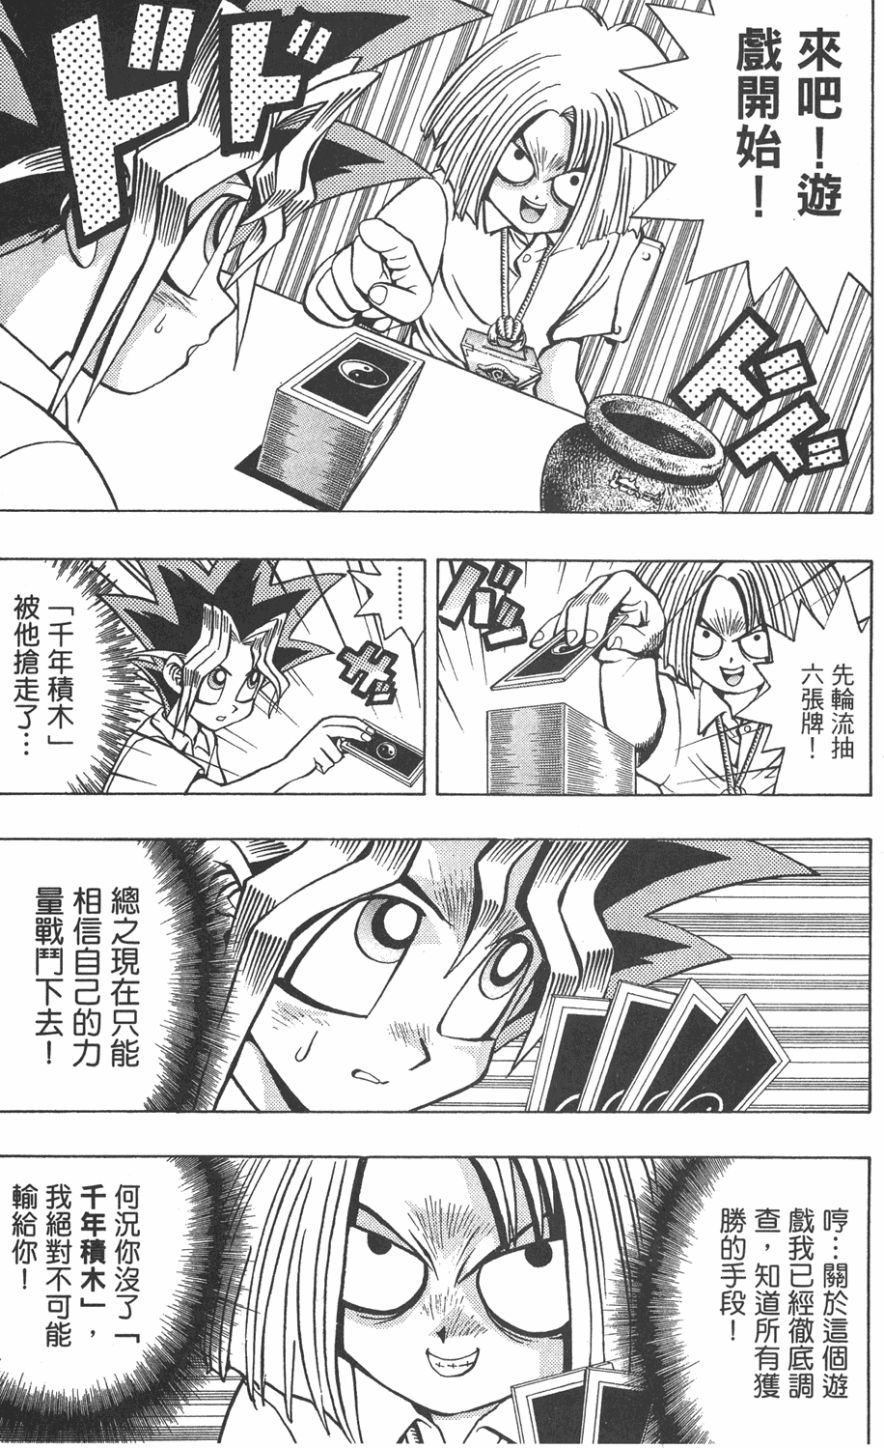 來吧！遊
戲開始！
ドド
ドド
先輪流抽
六張牌！
バッ
………
バッ
「千年積木」
被他搶走了…
總之現在只能
相信自己的力
量戰鬥下去！
哼…關於這個遊
戲我已經徹底調
查，知道所有獲
勝的手段！
何況你沒了「
千年積木」，
我絕對不可能
輸給你！